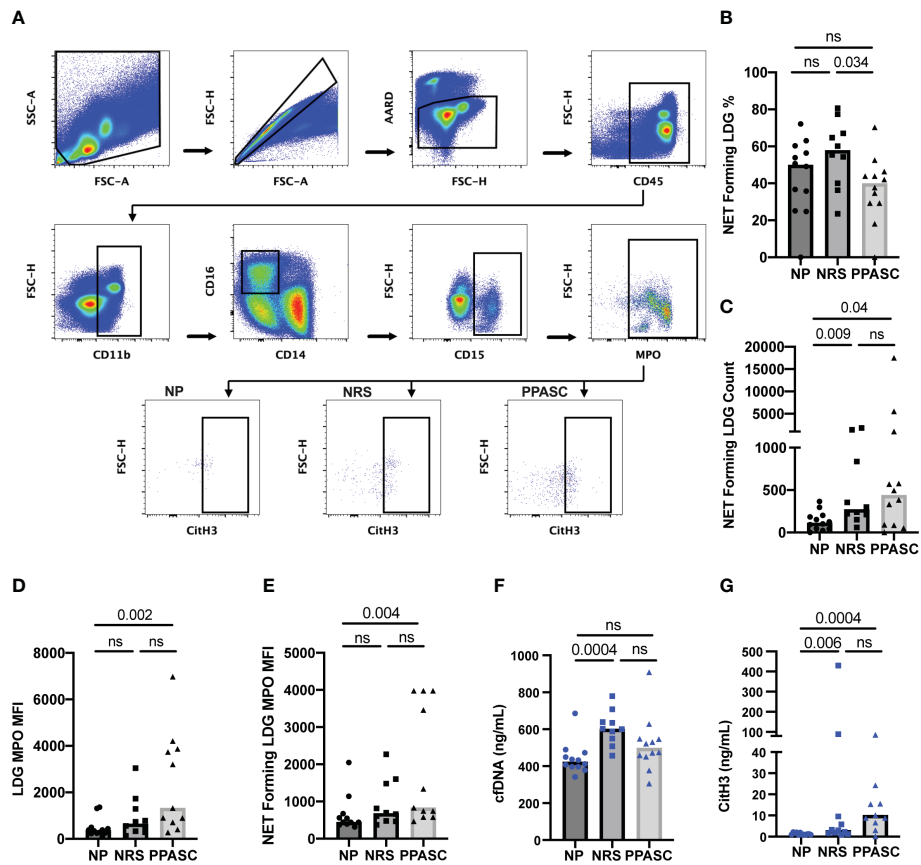 A
SSC-A
FSC-A
FSC-H
FSC-A
AARD
FSC-H
FSC-H
CD45
FSC-H
CD11b
CD16
CD14
FSC-H
CD15
FSC-H
MPO
NP
NRS
PPASC
FSC-H
CitH3
FSC-H
CitH3
FSC-H
CitH3
B
ns
ns 0.034
NET Forming LDG %
100
80
60
40
20
0
NP NRS PPASC
C
0.04
0.009 ns
NET Forming LDG Count
20000
15000
10000
5000
1000
500
0
NP NRS PPASC
D
0.002
ns ns
LDG MPO MFI
8000
6000
4000
2000
0
NP NRS PPASC
E
0.004
ns ns
NET Forming LDG MPO MFI
5000
4000
3000
2000
1000
0
NP NRS PPASC
F
ns
0.0004 ns
cfDNA (ng/mL)
1000
800
600
400
200
0
NP NRS PPASC
G
0.0004
0.006 ns
CitH3 (ng/mL)
500
400
300
200
100
40
30
20
10
0
NP NRS PPASC